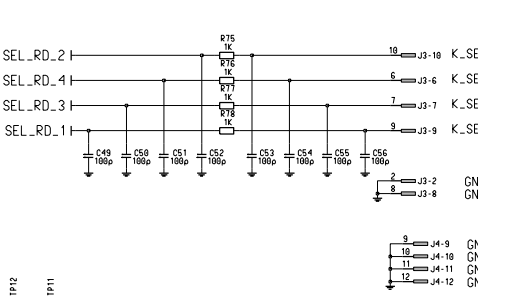 R75
1K
SEL_RD_2
10 J3-10 K_SE
R76
1K
SEL_RD_4
6 J3-6 K_SE
R77
1K
SEL_RD_3
7 J3-7 K_SE
R78
1K
SEL_RD_1
9 J3-9 K_SE
C49 C50 C51 C52 C53 C54 C55 C56
100p 100p 100p 100p 100p 100p 100p 100p
2 J3-2 GN
8 J3-8 GN
9 J4-9 GN
10 J4-10 GN
11 J4-11 GN
12 J4-12 GN
TP12
TP11